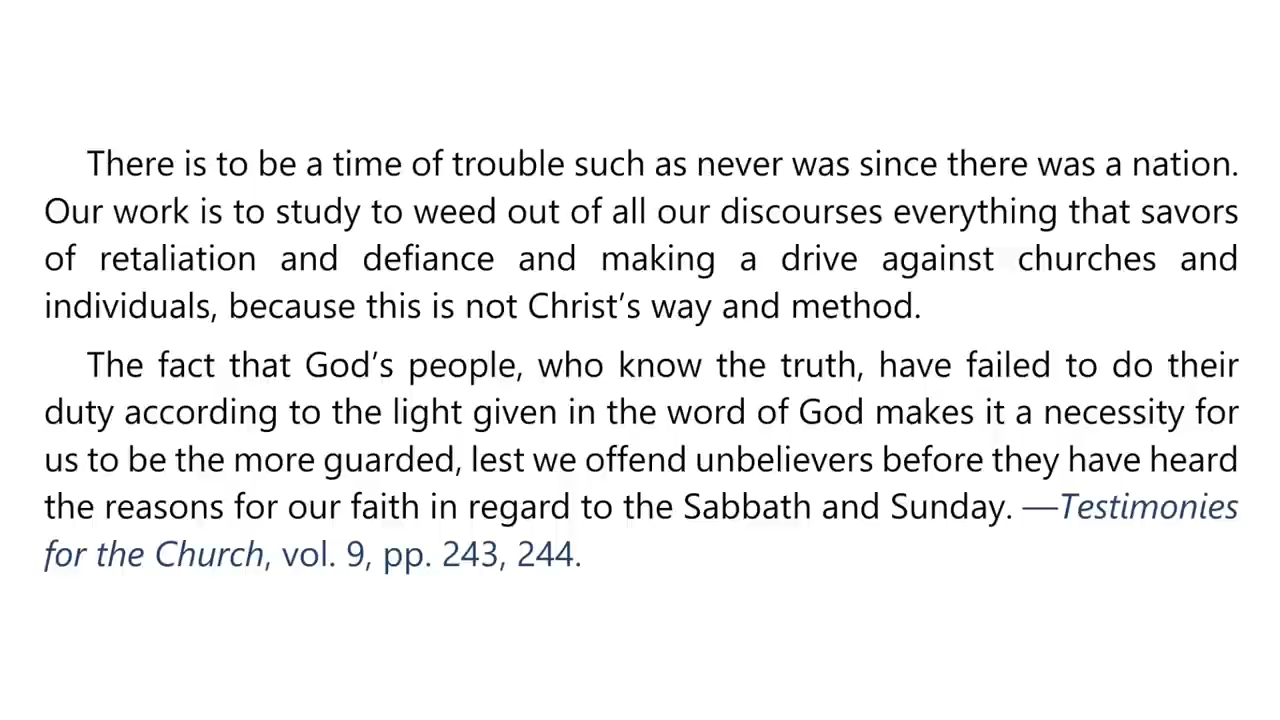 There is to be a time of trouble such as never was since there was a nation.
Our work is to study to weed out of all our discourses everything that savors
of retaliation and defiance and making a drive against churches and
individuals, because this is not Christ’s way and method.
The fact that God’s people, who know the truth, have failed to do their
duty according to the light given in the word of God makes it a necessity for
us to be the more guarded, lest we offend unbelievers before they have heard
the reasons for our faith in regard to the Sabbath and Sunday. —Testimonies
for the Church, vol. 9, pp. 243, 244.